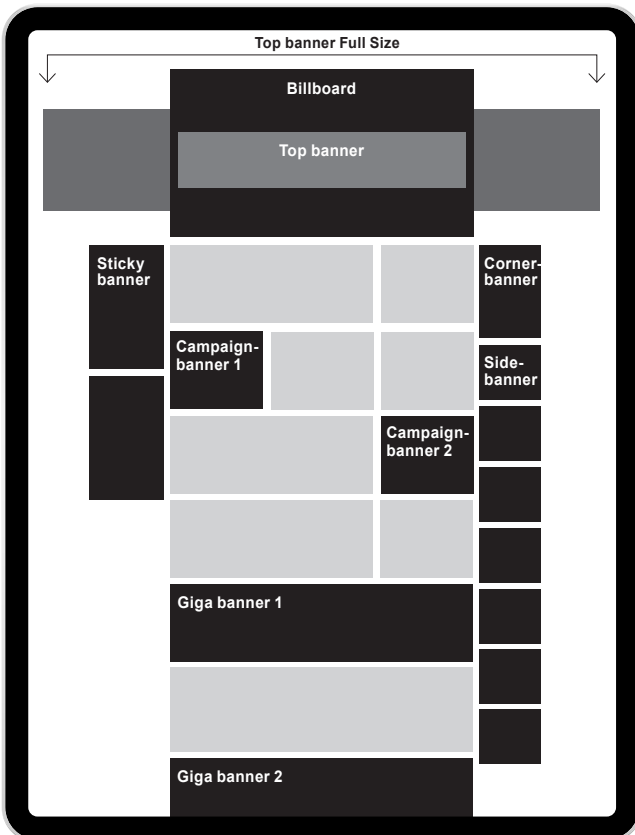 Top banner Full Size
Billboard
Top banner
Sticky
banner
Corner-
banner
Campaign-
banner 1
Side-
banner
Campaign-
banner 2
Giga banner 1
Giga banner 2